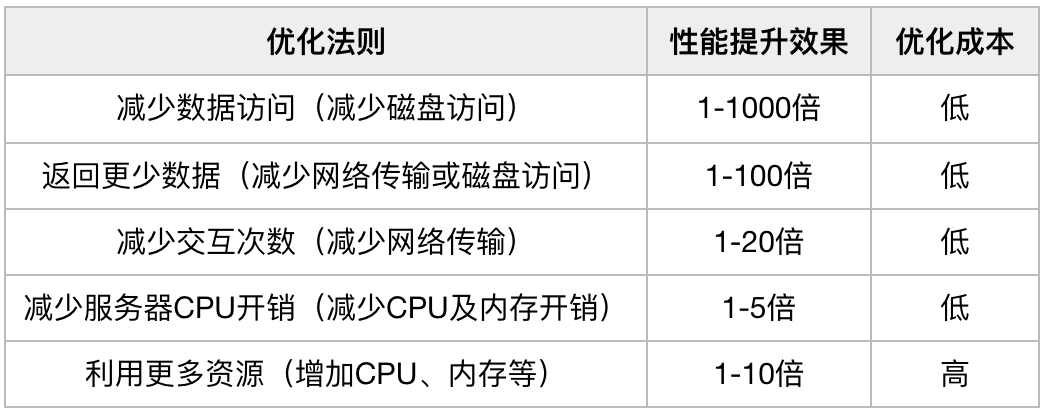 优化法则 性能提升效果 优化成本
减少数据访问（减少磁盘访问） 1-1000倍 低
返回更少数据（减少网络传输或磁盘访问） 1-100倍 低
减少交互次数（减少网络传输） 1-20倍 低
减少服务器CPU开销（减少CPU及内存开销） 1-5倍 低
利用更多资源（增加CPU、内存等） 1-10倍 高